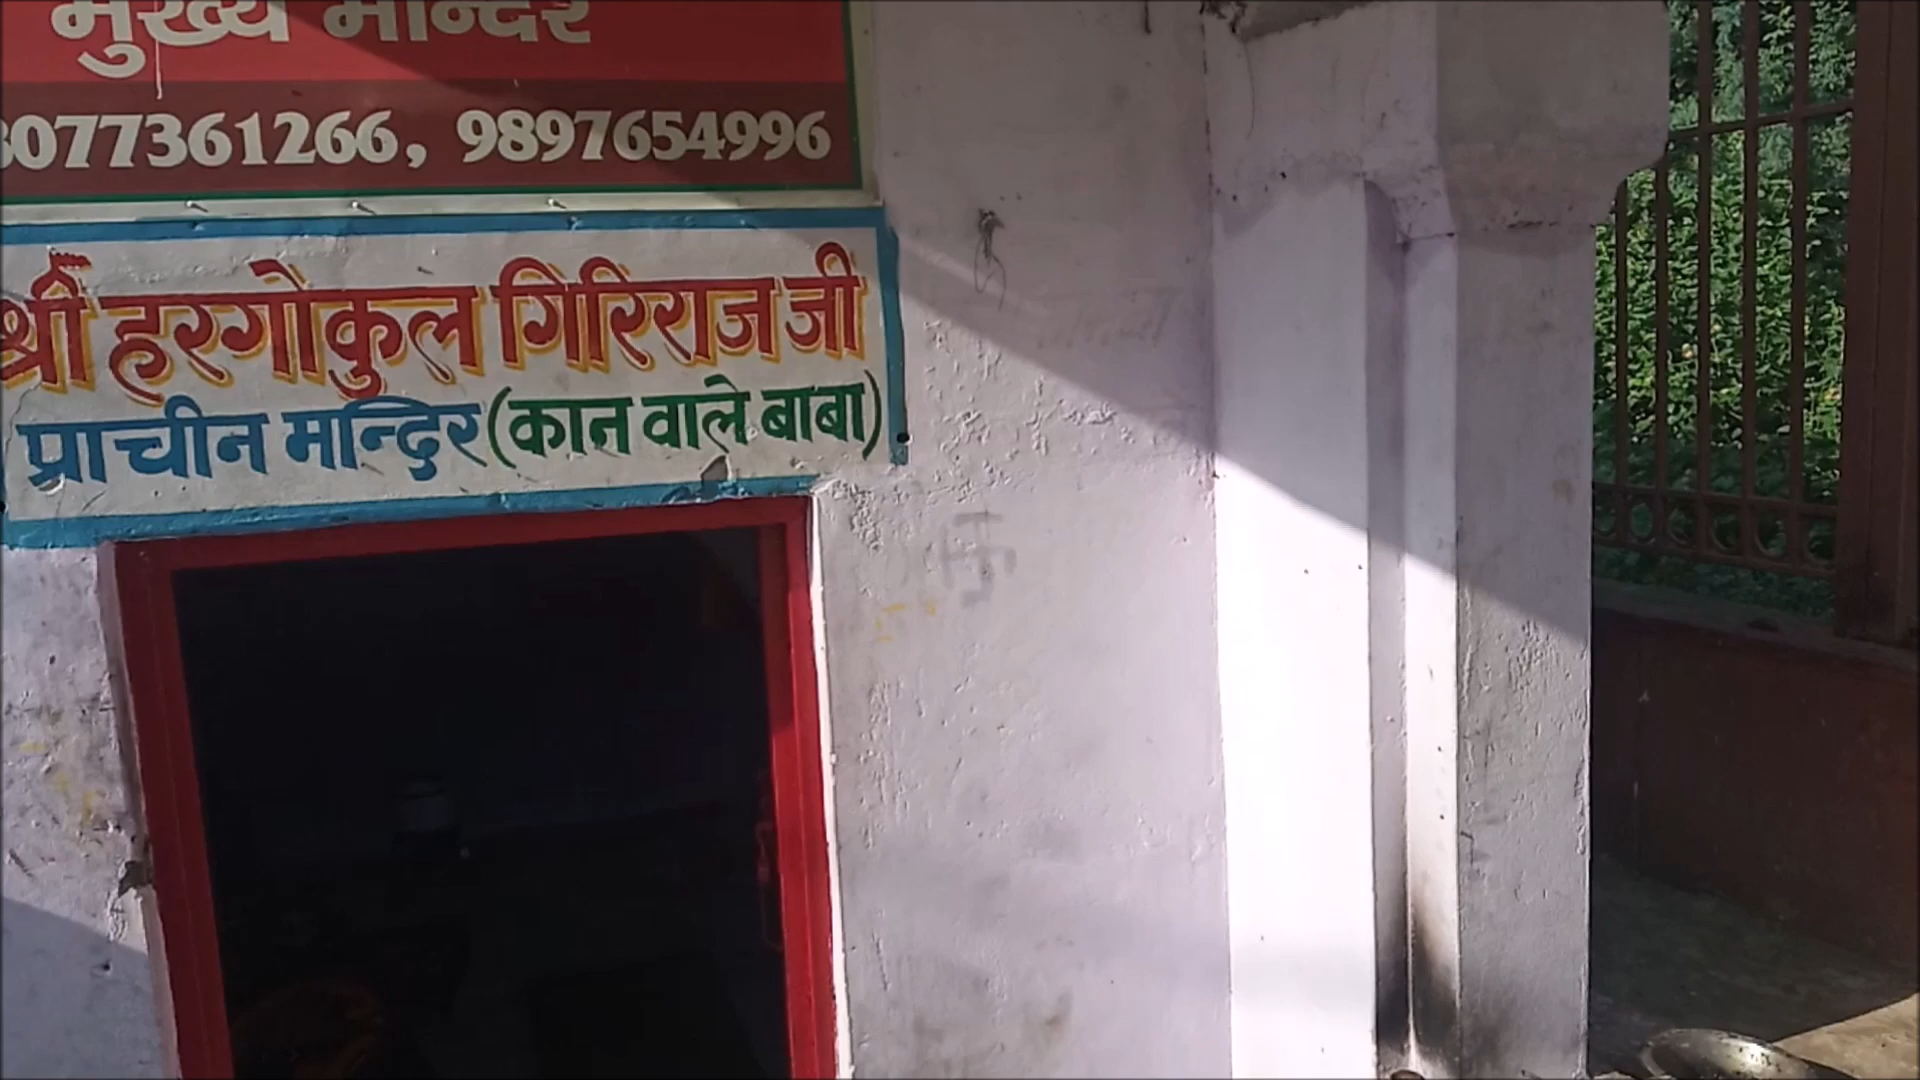 मुख्य मन्दिर
8077361266, 9897654996
श्री हरगोकुल गिरिराज जी
प्राचीन मन्दिर (कान वाले बाबा)